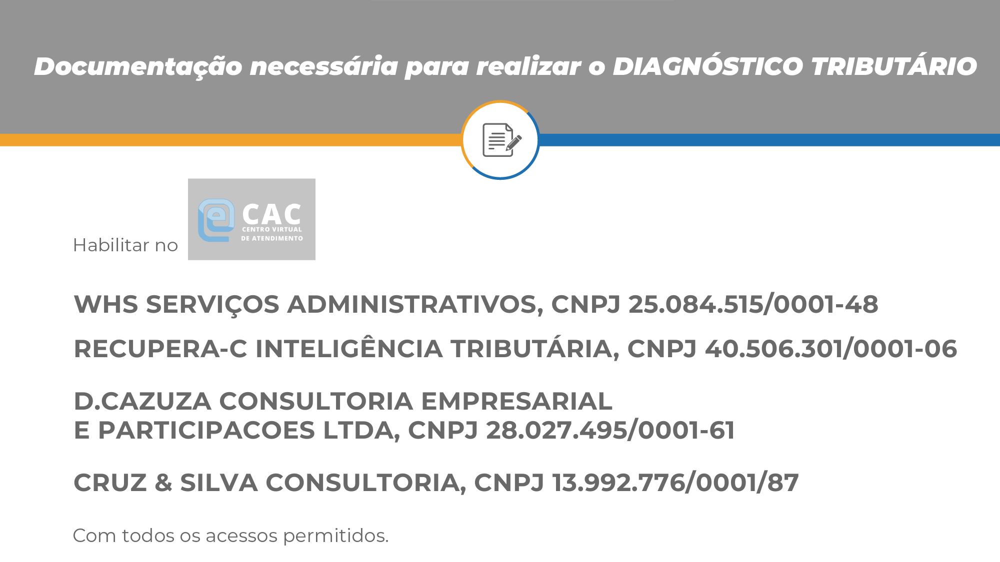 Documentação necessária para realizar o DIAGNÓSTICO TRIBUTÁRIO
e CAC
CENTRO VIRTUAL
DE ATENDIMENTO
Habilitar no
WHS SERVIÇOS ADMINISTRATIVOS, CNPJ 25.084.515/0001-48
RECUPERA-C INTELIGÊNCIA TRIBUTÁRIA, CNPJ 40.506.301/0001-06
D.CAZUZA CONSULTORIA EMPRESARIAL
E PARTICIPACOES LTDA, CNPJ 28.027.495/0001-61
CRUZ & SILVA CONSULTORIA, CNPJ 13.992.776/0001/87
Com todos os acessos permitidos.